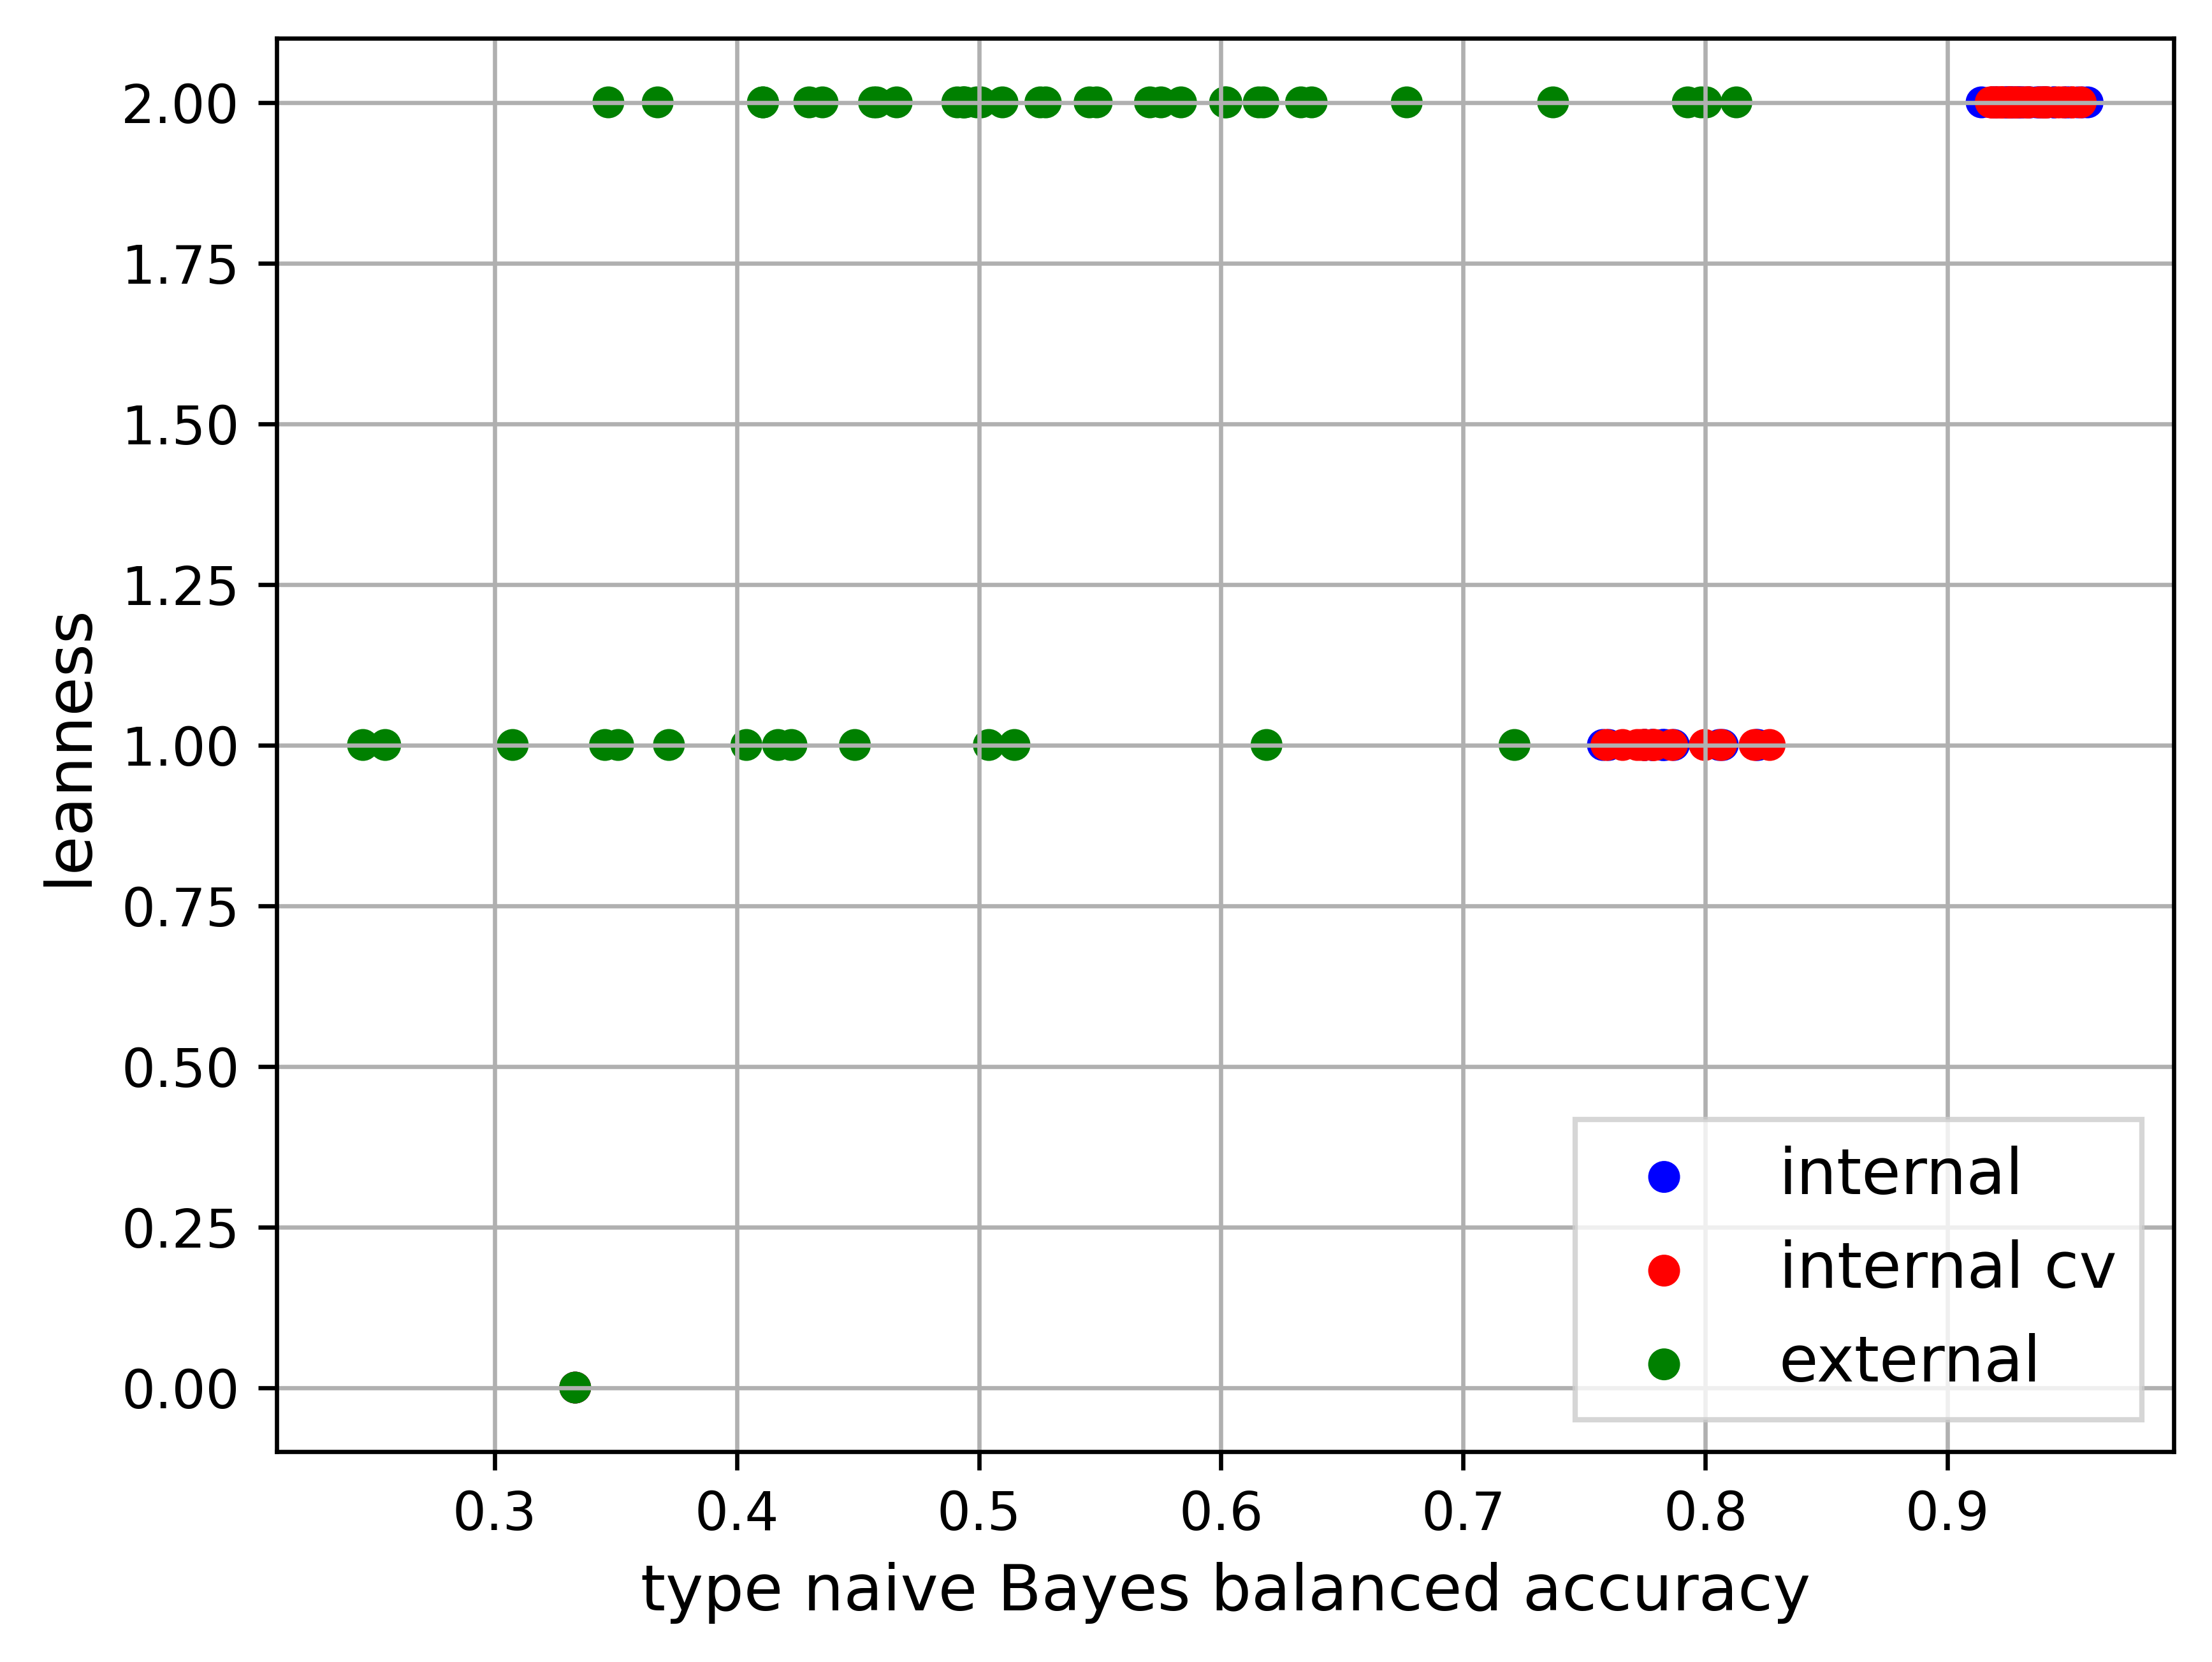 2.00
1.75
1.50
1.25
1.00
0.75
0.50
0.25
0.00
leanness
internal
internal cv
external
0.3 0.4 0.5 0.6 0.7 0.8 0.9
type naive Bayes balanced accuracy